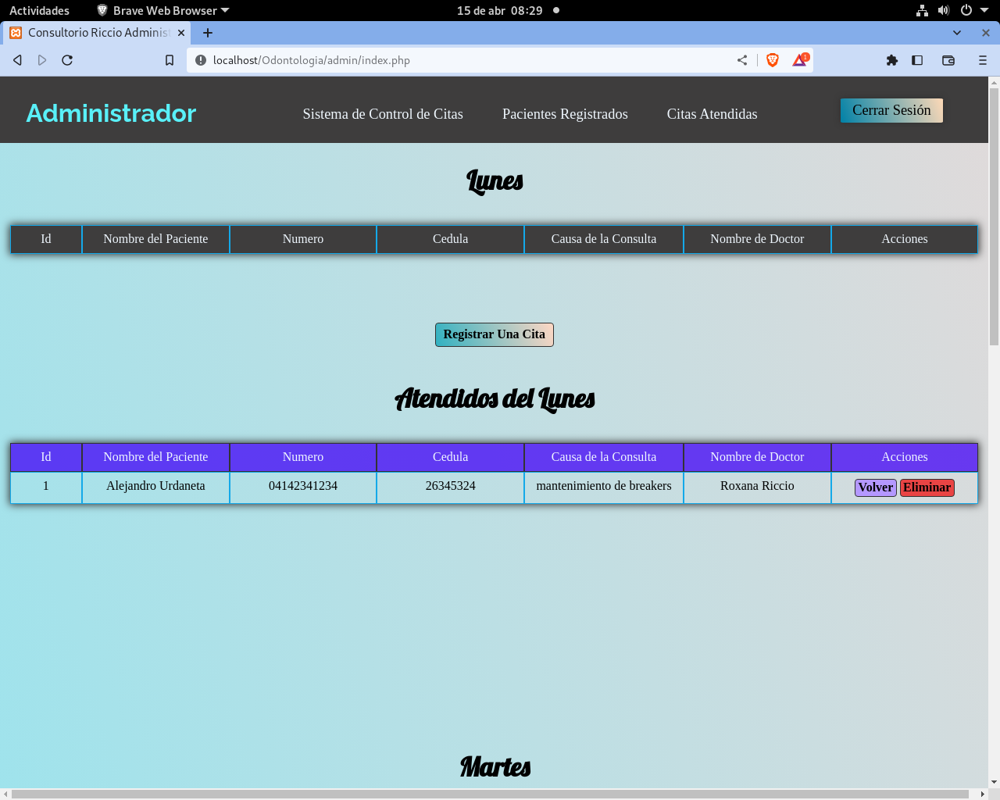 Actividades Brave Web Browser 15 de abr 08:29
Consultorio Riccio Adminis
localhost/Odontologia/admin/index.php 1
Administrador Sistema de Control de Citas Pacientes Registrados Citas Atendidas Cerrar Sesión
Lunes
Id Nombre del Paciente Numero Cedula Causa de la Consulta Nombre de Doctor Acciones
Registrar Una Cita
Atendidos del Lunes
Id Nombre del Paciente Numero Cedula Causa de la Consulta Nombre de Doctor Acciones
1 Alejandro Urdaneta 04142341234 26345324 mantenimiento de breakers Roxana Riccio Volver Eliminar
Martes